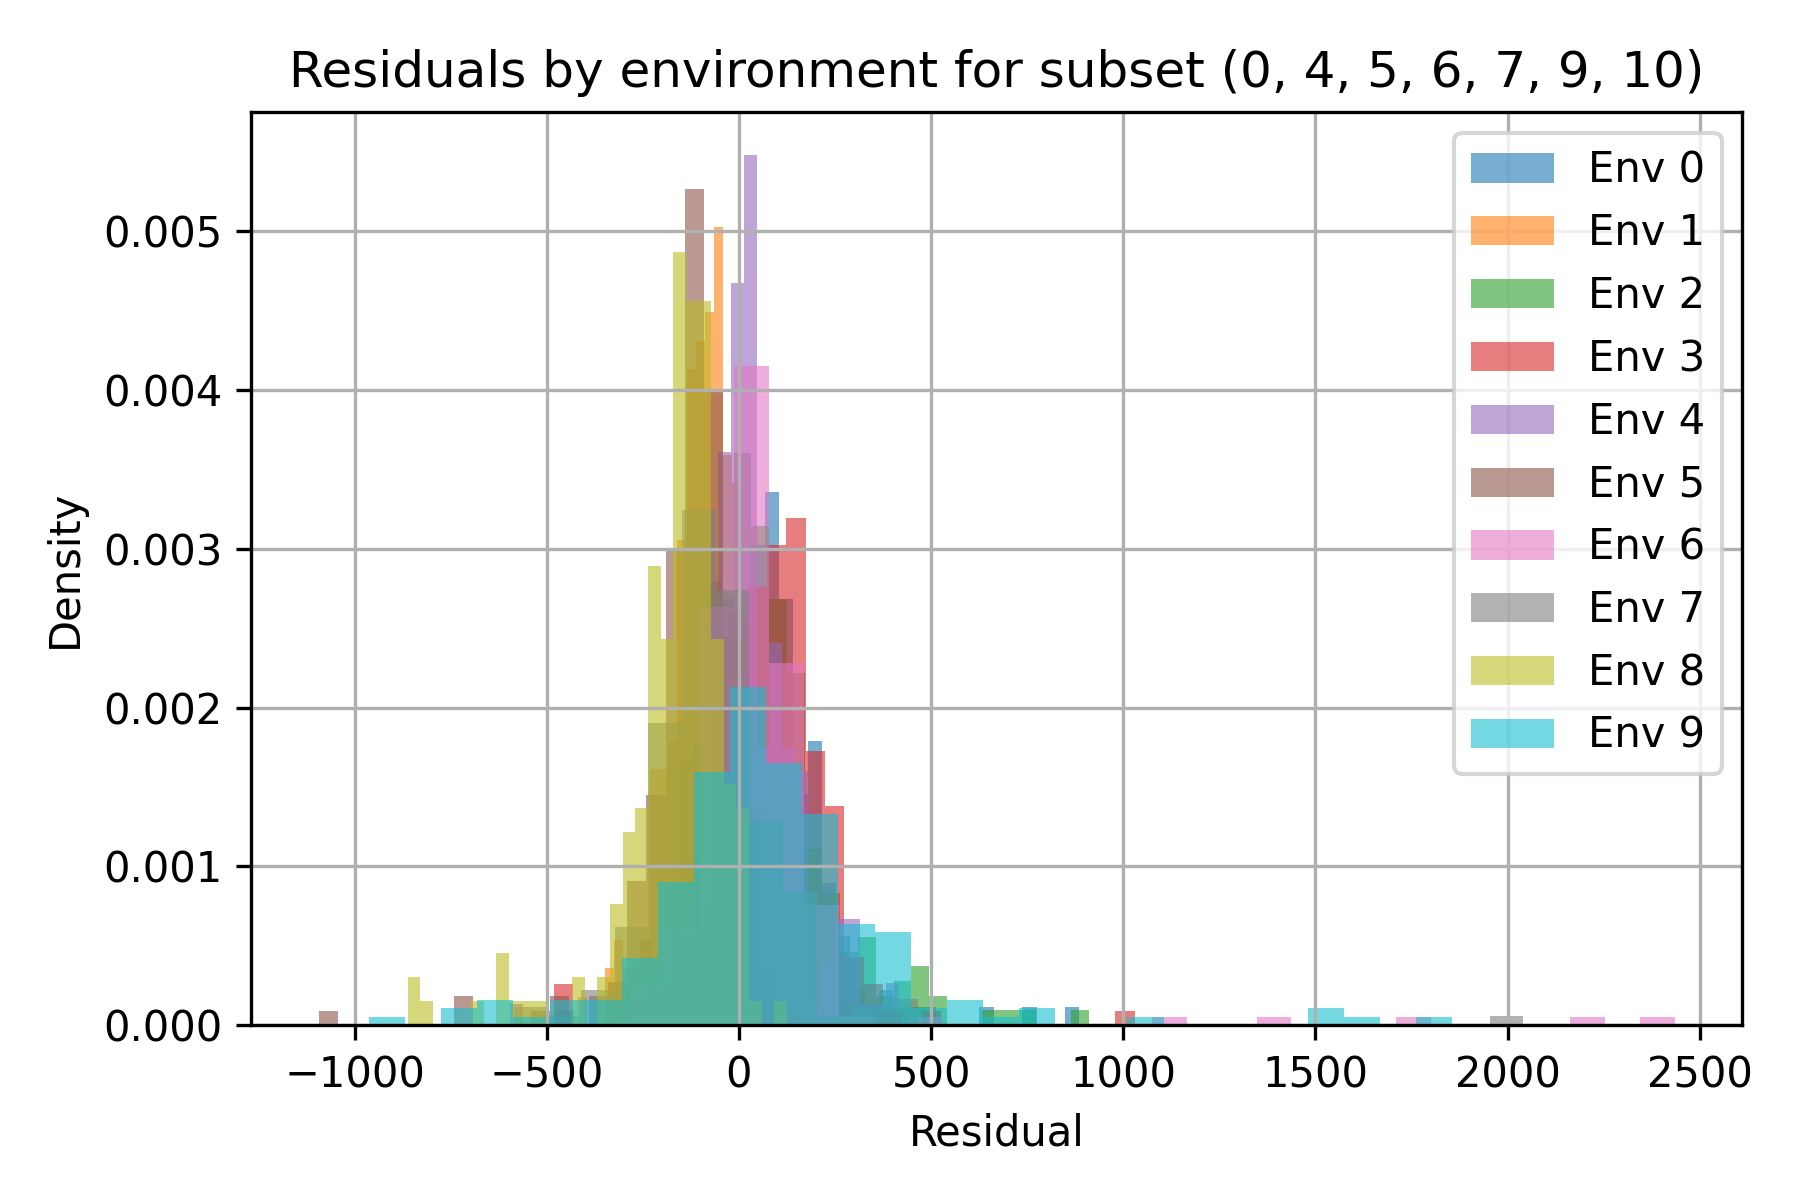 Residuals by environment for subset (0, 4, 5, 6, 7, 9, 10)
Env 0
Env 1
Env 2
Env 3
Env 4
Env 5
Env 6
Env 7
Env 8
Env 9
Density
0.005
0.004
0.003
0.002
0.001
0.000
−1000 −500 0 500 1000 1500 2000 2500
Residual